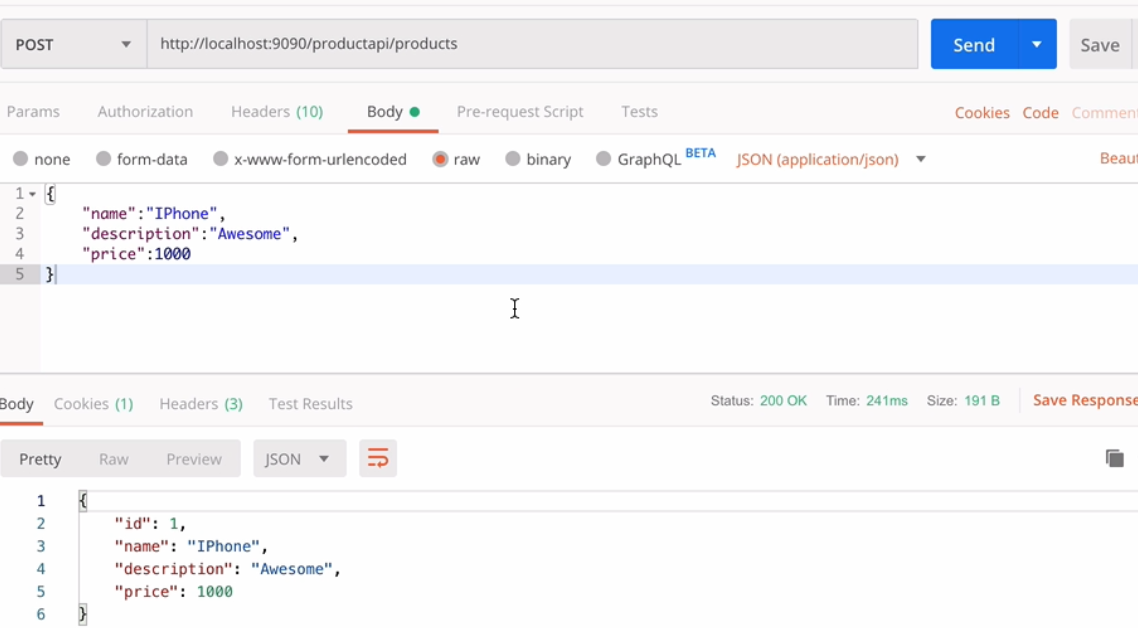 POST http://localhost:9090/productapi/products Send Save
Params Authorization Headers (10) Body Pre-request Script Tests Cookies Code
none form-data x-www-form-urlencoded raw binary GraphQL BETA JSON (application/json)
1 {
2 "name":"IPhone",
3 "description":"Awesome",
4 "price":1000
5 }
Body Cookies (1) Headers (3) Test Results Status: 200 OK Time: 241ms Size: 191 B Save Response
Pretty Raw Preview JSON
1 {
2 "id": 1,
3 "name": "IPhone",
4 "description": "Awesome",
5 "price": 1000
6 }